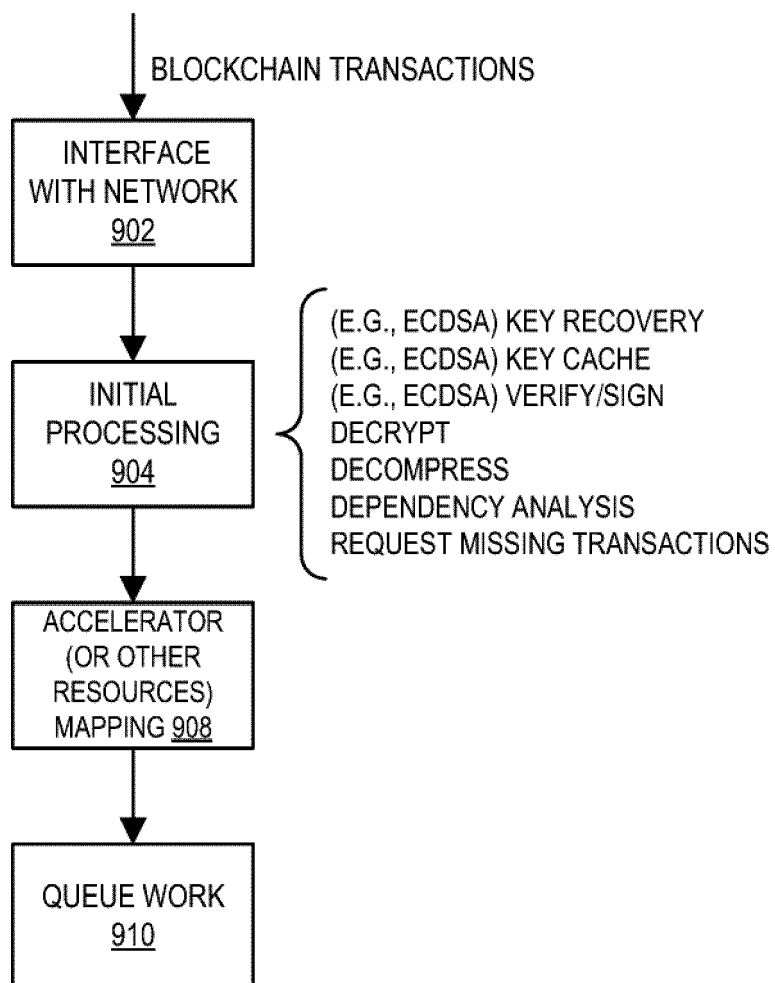 BLOCKCHAIN TRANSACTIONS
INTERFACE
WITH NETWORK
902
INITIAL
PROCESSING
904
(E.G., ECDSA) KEY RECOVERY
(E.G., ECDSA) KEY CACHE
(E.G., ECDSA) VERIFY/SIGN
DECRYPT
DECOMPRESS
DEPENDENCY ANALYSIS
REQUEST MISSING TRANSACTIONS
ACCELERATOR
(OR OTHER
RESOURCES)
MAPPING 908
QUEUE WORK
910